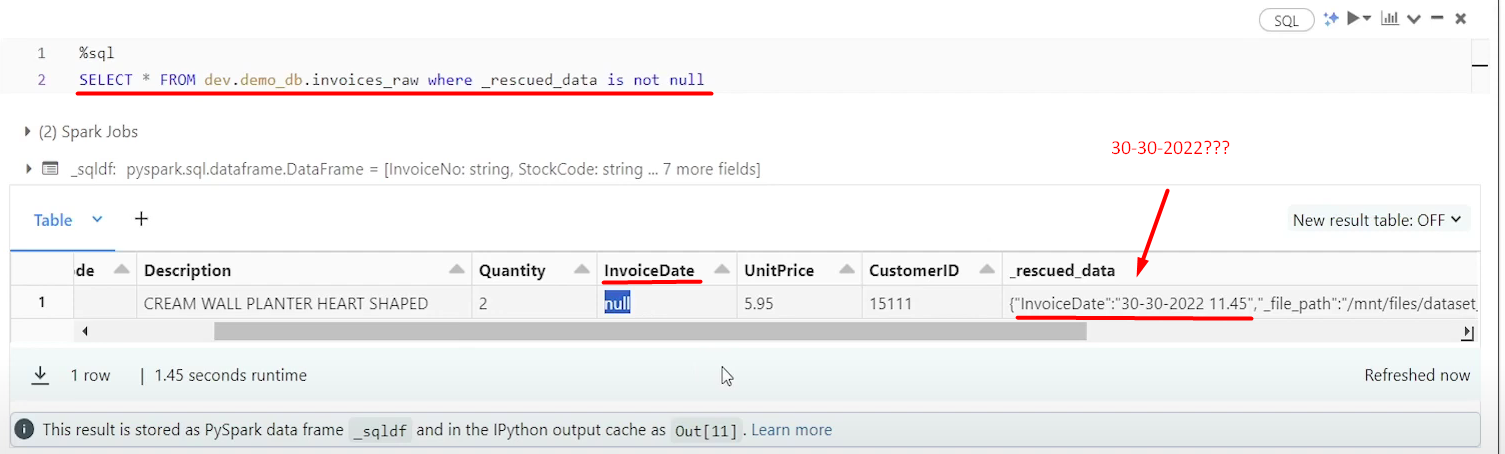 SQL
1 %sql
2 SELECT * FROM dev.demo_db.invoices_raw where _rescued_data is not null
(2) Spark Jobs
_sqldf: pyspark.sql.dataframe.DataFrame = [InvoiceNo: string, StockCode: string ... 7 more fields]
30-30-2022???
Table + New result table: OFF
de Description Quantity InvoiceDate UnitPrice CustomerID _rescued_data
1 CREAM WALL PLANTER HEART SHAPED 2 null 5.95 15111 {"InvoiceDate":"30-30-2022 11.45","_file_path":"/mnt/files/dataset_
1 row | 1.45 seconds runtime Refreshed now
This result is stored as PySpark data frame _sqldf and in the IPython output cache as Out[11]. Learn more